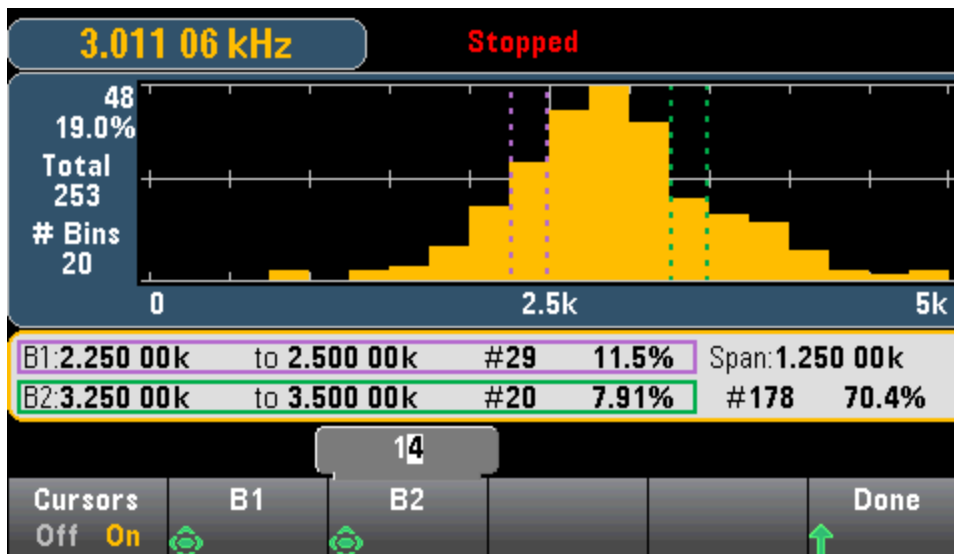 3.011 06 kHz Stopped
48
19.0%
Total
253
# Bins
20
0 2.5k 5k
B1:2.250 00k to 2.500 00k #29 11.5% Span:1.250 00k
B2:3.250 00k to 3.500 00k #20 7.91% #178 70.4%
14
Cursors B1 B2 Done
Off On